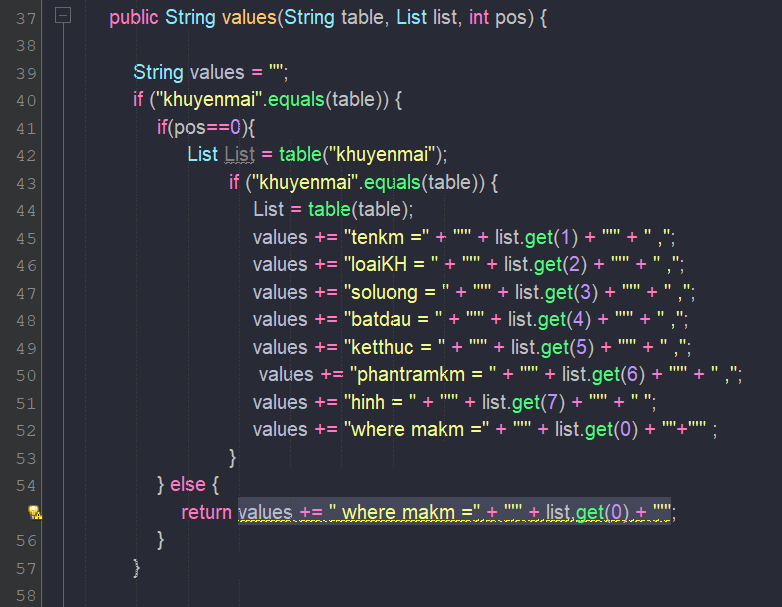 37 public String values(String table, List list, int pos) {
38
39 String values = "";
40 if ("khuyenmai".equals(table)) {
41 if(pos==0){
42 List List = table("khuyenmai");
43 if ("khuyenmai".equals(table)) {
44 List = table(table);
45 values += "tenkm =" + "'" + list.get(1) + "'" + " ,";
46 values += "loaiKH = " + "'" + list.get(2) + "'" + " ,";
47 values += "soluong = " + "'" + list.get(3) + "'" + " ,";
48 values += "batdau = " + "'" + list.get(4) + "'" + " ,";
49 values += "ketthuc = " + "'" + list.get(5) + "'" + " ,";
50 values += "phantramkm = " + "'" + list.get(6) + "'" + " ,";
51 values += "hinh = " + "'" + list.get(7) + "'" + " ";
52 values += "where makm =" + "'" + list.get(0) + ""+"'" ;
53 }
54 } else {
return values += " where makm =" + "'" + list.get(0) + "'";
56 }
57 }
58